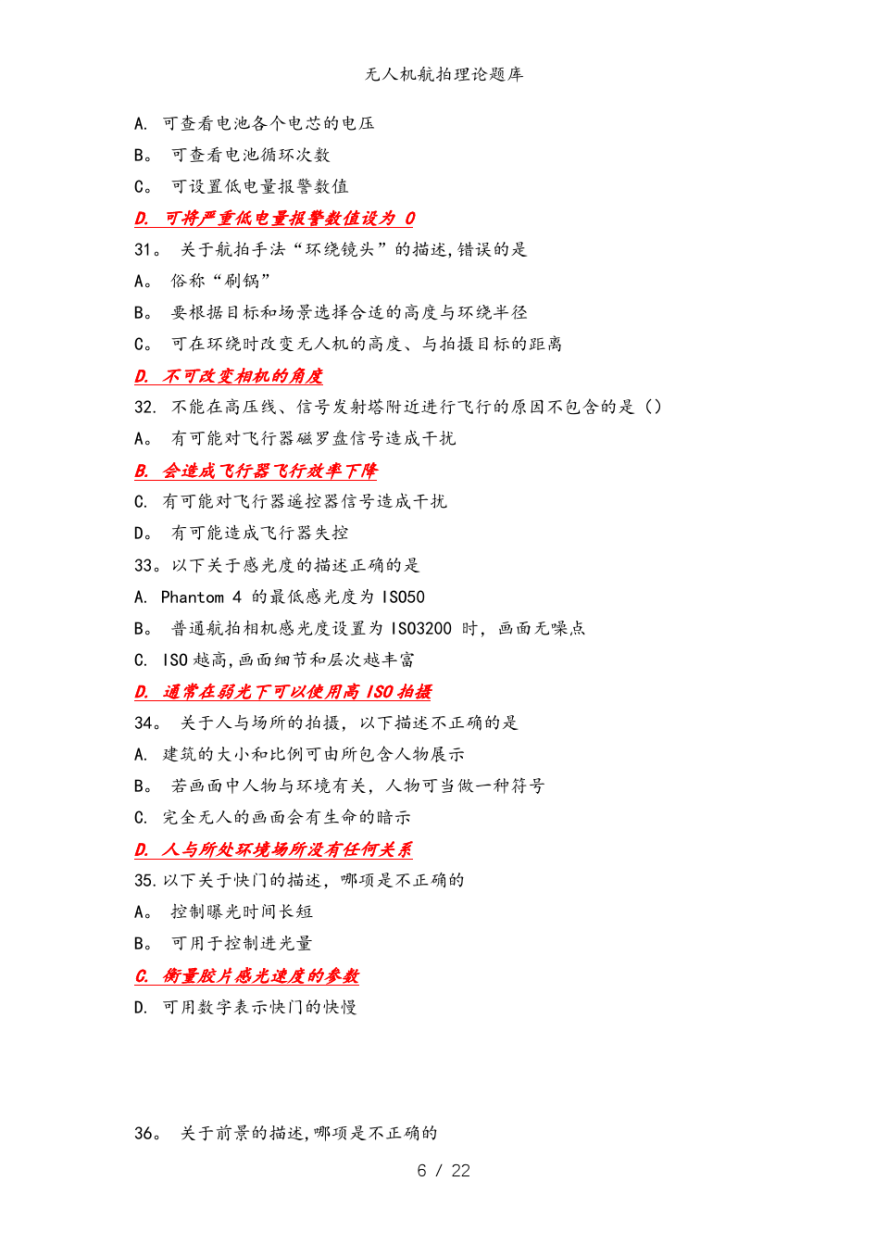 无人机航拍理论题库
A. 可查看电池各个电芯的电压
B。 可查看电池循环次数
C。 可设置低电量报警数值
D. 可将严重低电量报警数值设为 0
31。 关于航拍手法“环绕镜头”的描述,错误的是
A。 俗称“刷锅”
B。 要根据目标和场景选择合适的高度与环绕半径
C。 可在环绕时改变无人机的高度、与拍摄目标的距离
D. 不可改变相机的角度
32. 不能在高压线、信号发射塔附近进行飞行的原因不包含的是（）
A。 有可能对飞行器磁罗盘信号造成干扰
B. 会造成飞行器飞行效率下降
C. 有可能对飞行器遥控器信号造成干扰
D。 有可能造成飞行器失控
33。以下关于感光度的描述正确的是
A. Phantom 4 的最低感光度为 ISO50
B。 普通航拍相机感光度设置为 ISO3200 时，画面无噪点
C. ISO 越高,画面细节和层次越丰富
D. 通常在弱光下可以使用高 ISO 拍摄
34。 关于人与场所的拍摄，以下描述不正确的是
A. 建筑的大小和比例可由所包含人物展示
B。 若画面中人物与环境有关，人物可当做一种符号
C. 完全无人的画面会有生命的暗示
D. 人与所处环境场所没有任何关系
35.以下关于快门的描述，哪项是不正确的
A。 控制曝光时间长短
B。 可用于控制进光量
C. 衡量胶片感光速度的参数
D. 可用数字表示快门的快慢
36。 关于前景的描述,哪项是不正确的
6 / 22